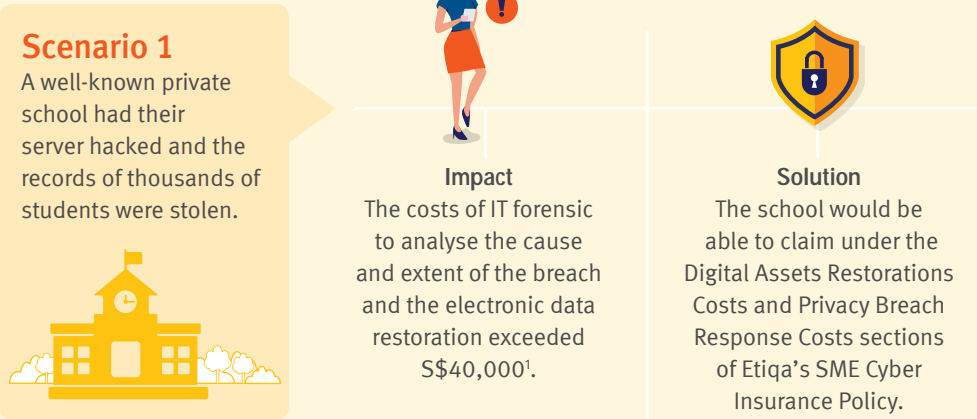 Scenario 1
A well-known private
school had their
server hacked and the
records of thousands of
students were stolen.
!
Impact
The costs of IT forensic
to analyse the cause
and extent of the breach
and the electronic data
restoration exceeded
S$40,000¹.
Solution
The school would be
able to claim under the
Digital Assets Restorations
Costs and Privacy Breach
Response Costs sections
of Etiqa’s SME Cyber
Insurance Policy.